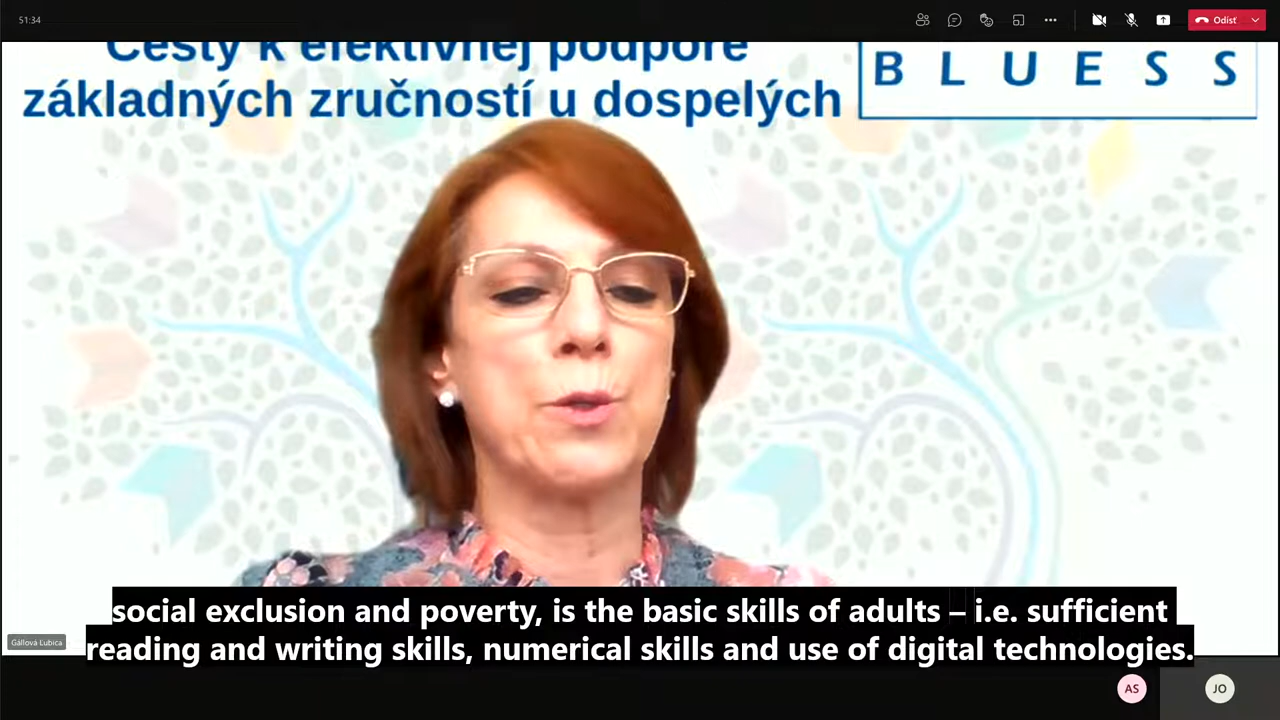 51:34
Odísť
Cesty k efektívnej podpore
základných zručností u dospelých
BLUESS
social exclusion and poverty, is the basic skills of adults – i.e. sufficient
reading and writing skills, numerical skills and use of digital technologies.
Gállová Ľubica
AS
JO